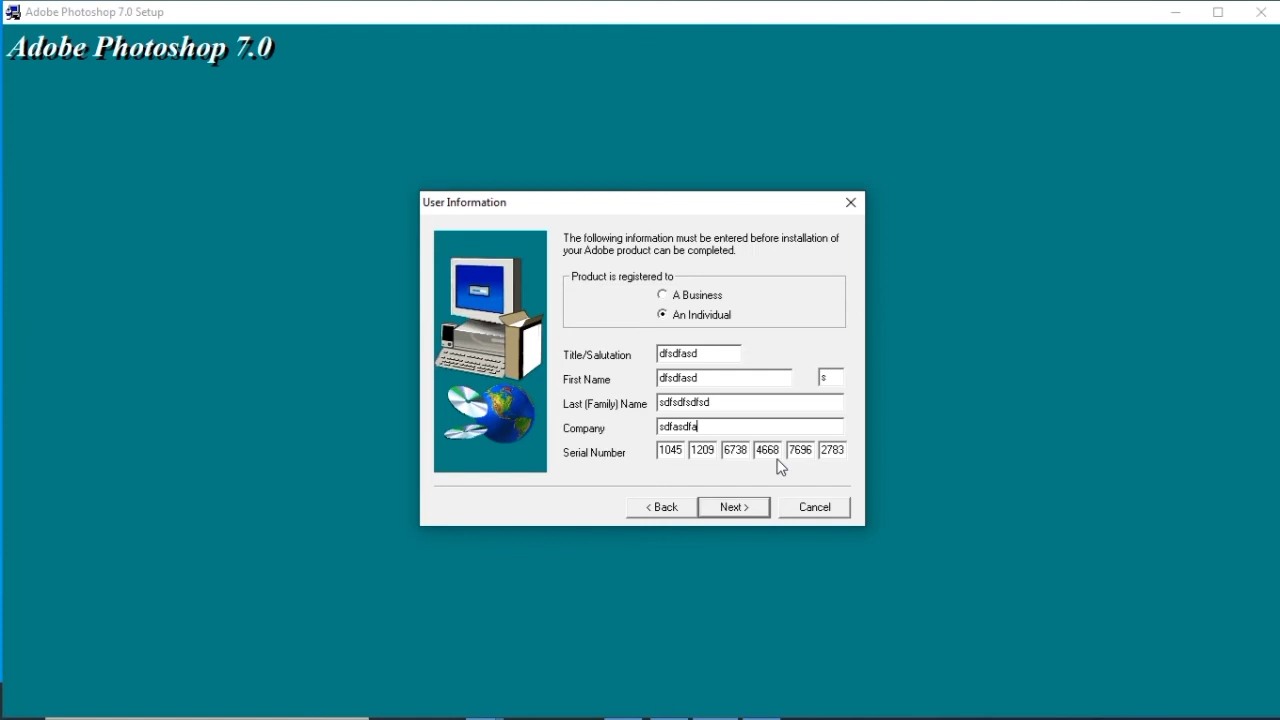 Adobe Photoshop 7.0 Setup
Adobe Photoshop 7.0
User Information
The following information must be entered before installation of
your Adobe product can be completed.
Product is registered to
A Business
An Individual
Title/Salutation dfsdfasd
First Name dfsdfasd s
Last (Family) Name sdfsdfsdfsd
Company sdfasdfa
Serial Number 1045 1209 6738 4668 7696 2783
< Back Next > Cancel